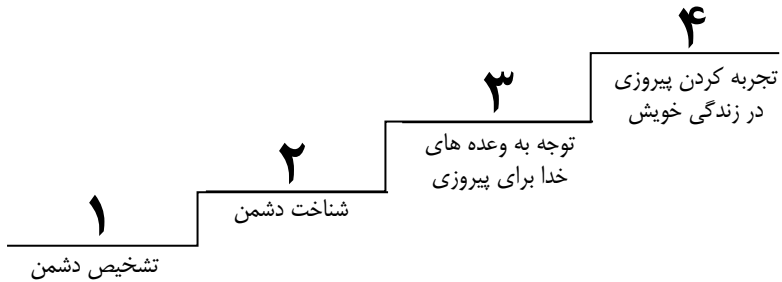 ۱
تشخیص دشمن
۲
شناخت دشمن
۳
توجه به وعده های
خدا برای پیروزی
۴
تجربه کردن پیروزی
در زندگی خویش